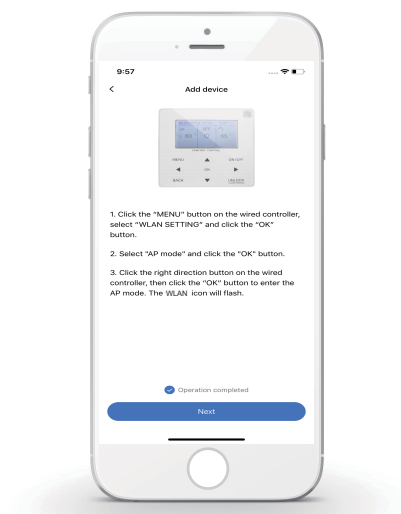 9:57
Add device
MENU
ON/OFF
OK
BACK
UNLOCK
1. Click the "MENU" button on the wired controller,
select "WLAN SETTING" and click the "OK"
button.
2. Select "AP mode" and click the "OK" button.
3. Click the right direction button on the wired
controller, then click the "OK" button to enter the
AP mode. The WLAN icon will flash.
Operation completed
Next